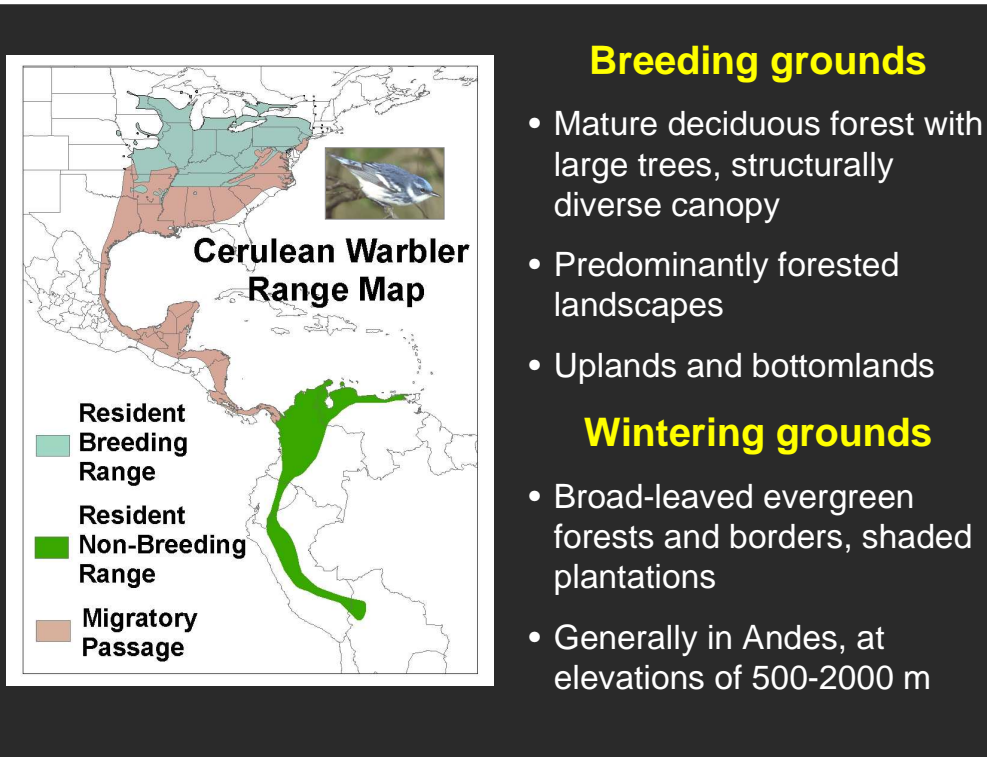 Cerulean Warbler
Range Map
Resident
Breeding
Range
Resident
Non-Breeding
Range
Migratory
Passage
Breeding grounds
• Mature deciduous forest with
large trees, structurally
diverse canopy
• Predominantly forested
landscapes
• Uplands and bottomlands
Wintering grounds
• Broad-leaved evergreen
forests and borders, shaded
plantations
• Generally in Andes, at
elevations of 500-2000 m